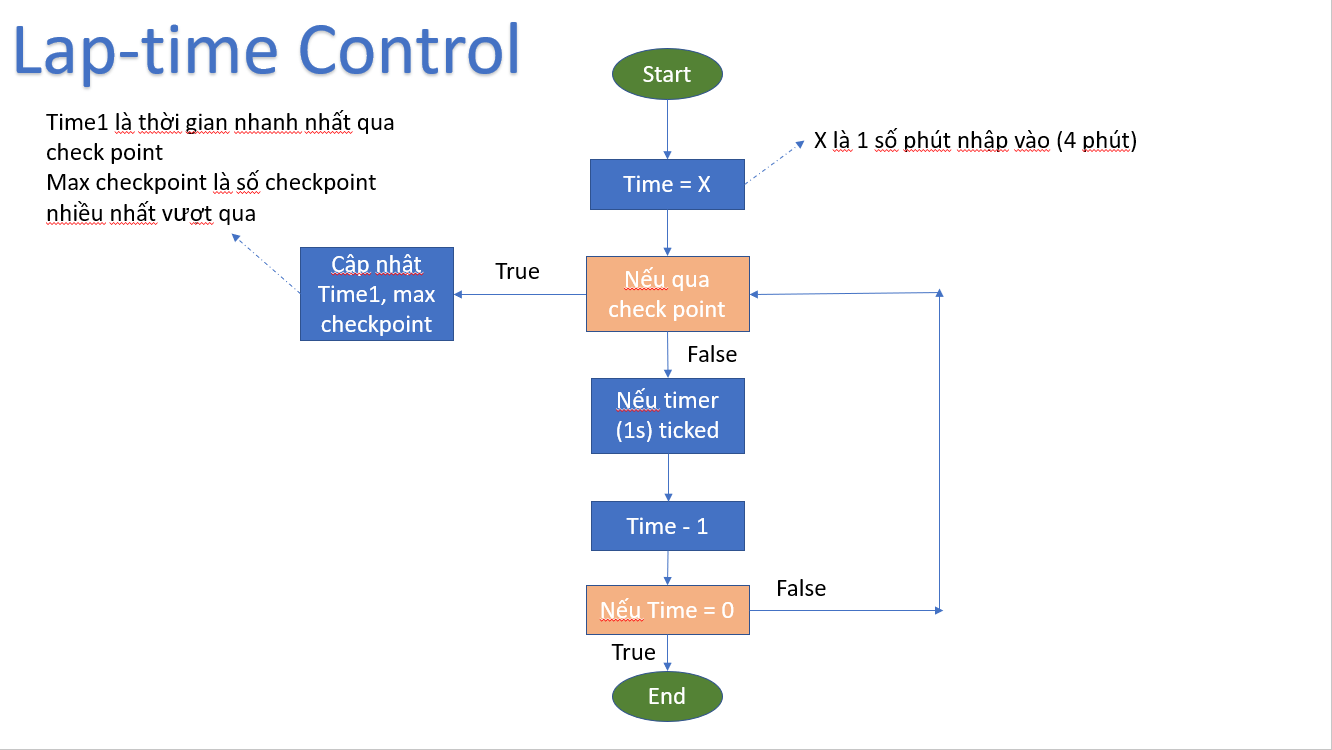 Lap-time Control
Start
Time1 là thời gian nhanh nhất qua
check point
Max checkpoint là số checkpoint
nhiều nhất vượt qua
X là 1 số phút nhập vào (4 phút)
Time = X
Cập nhật
Time1, max
checkpoint
True
Nếu qua
check point
False
Nếu timer
(1s) ticked
Time - 1
Nếu Time = 0
False
True
End